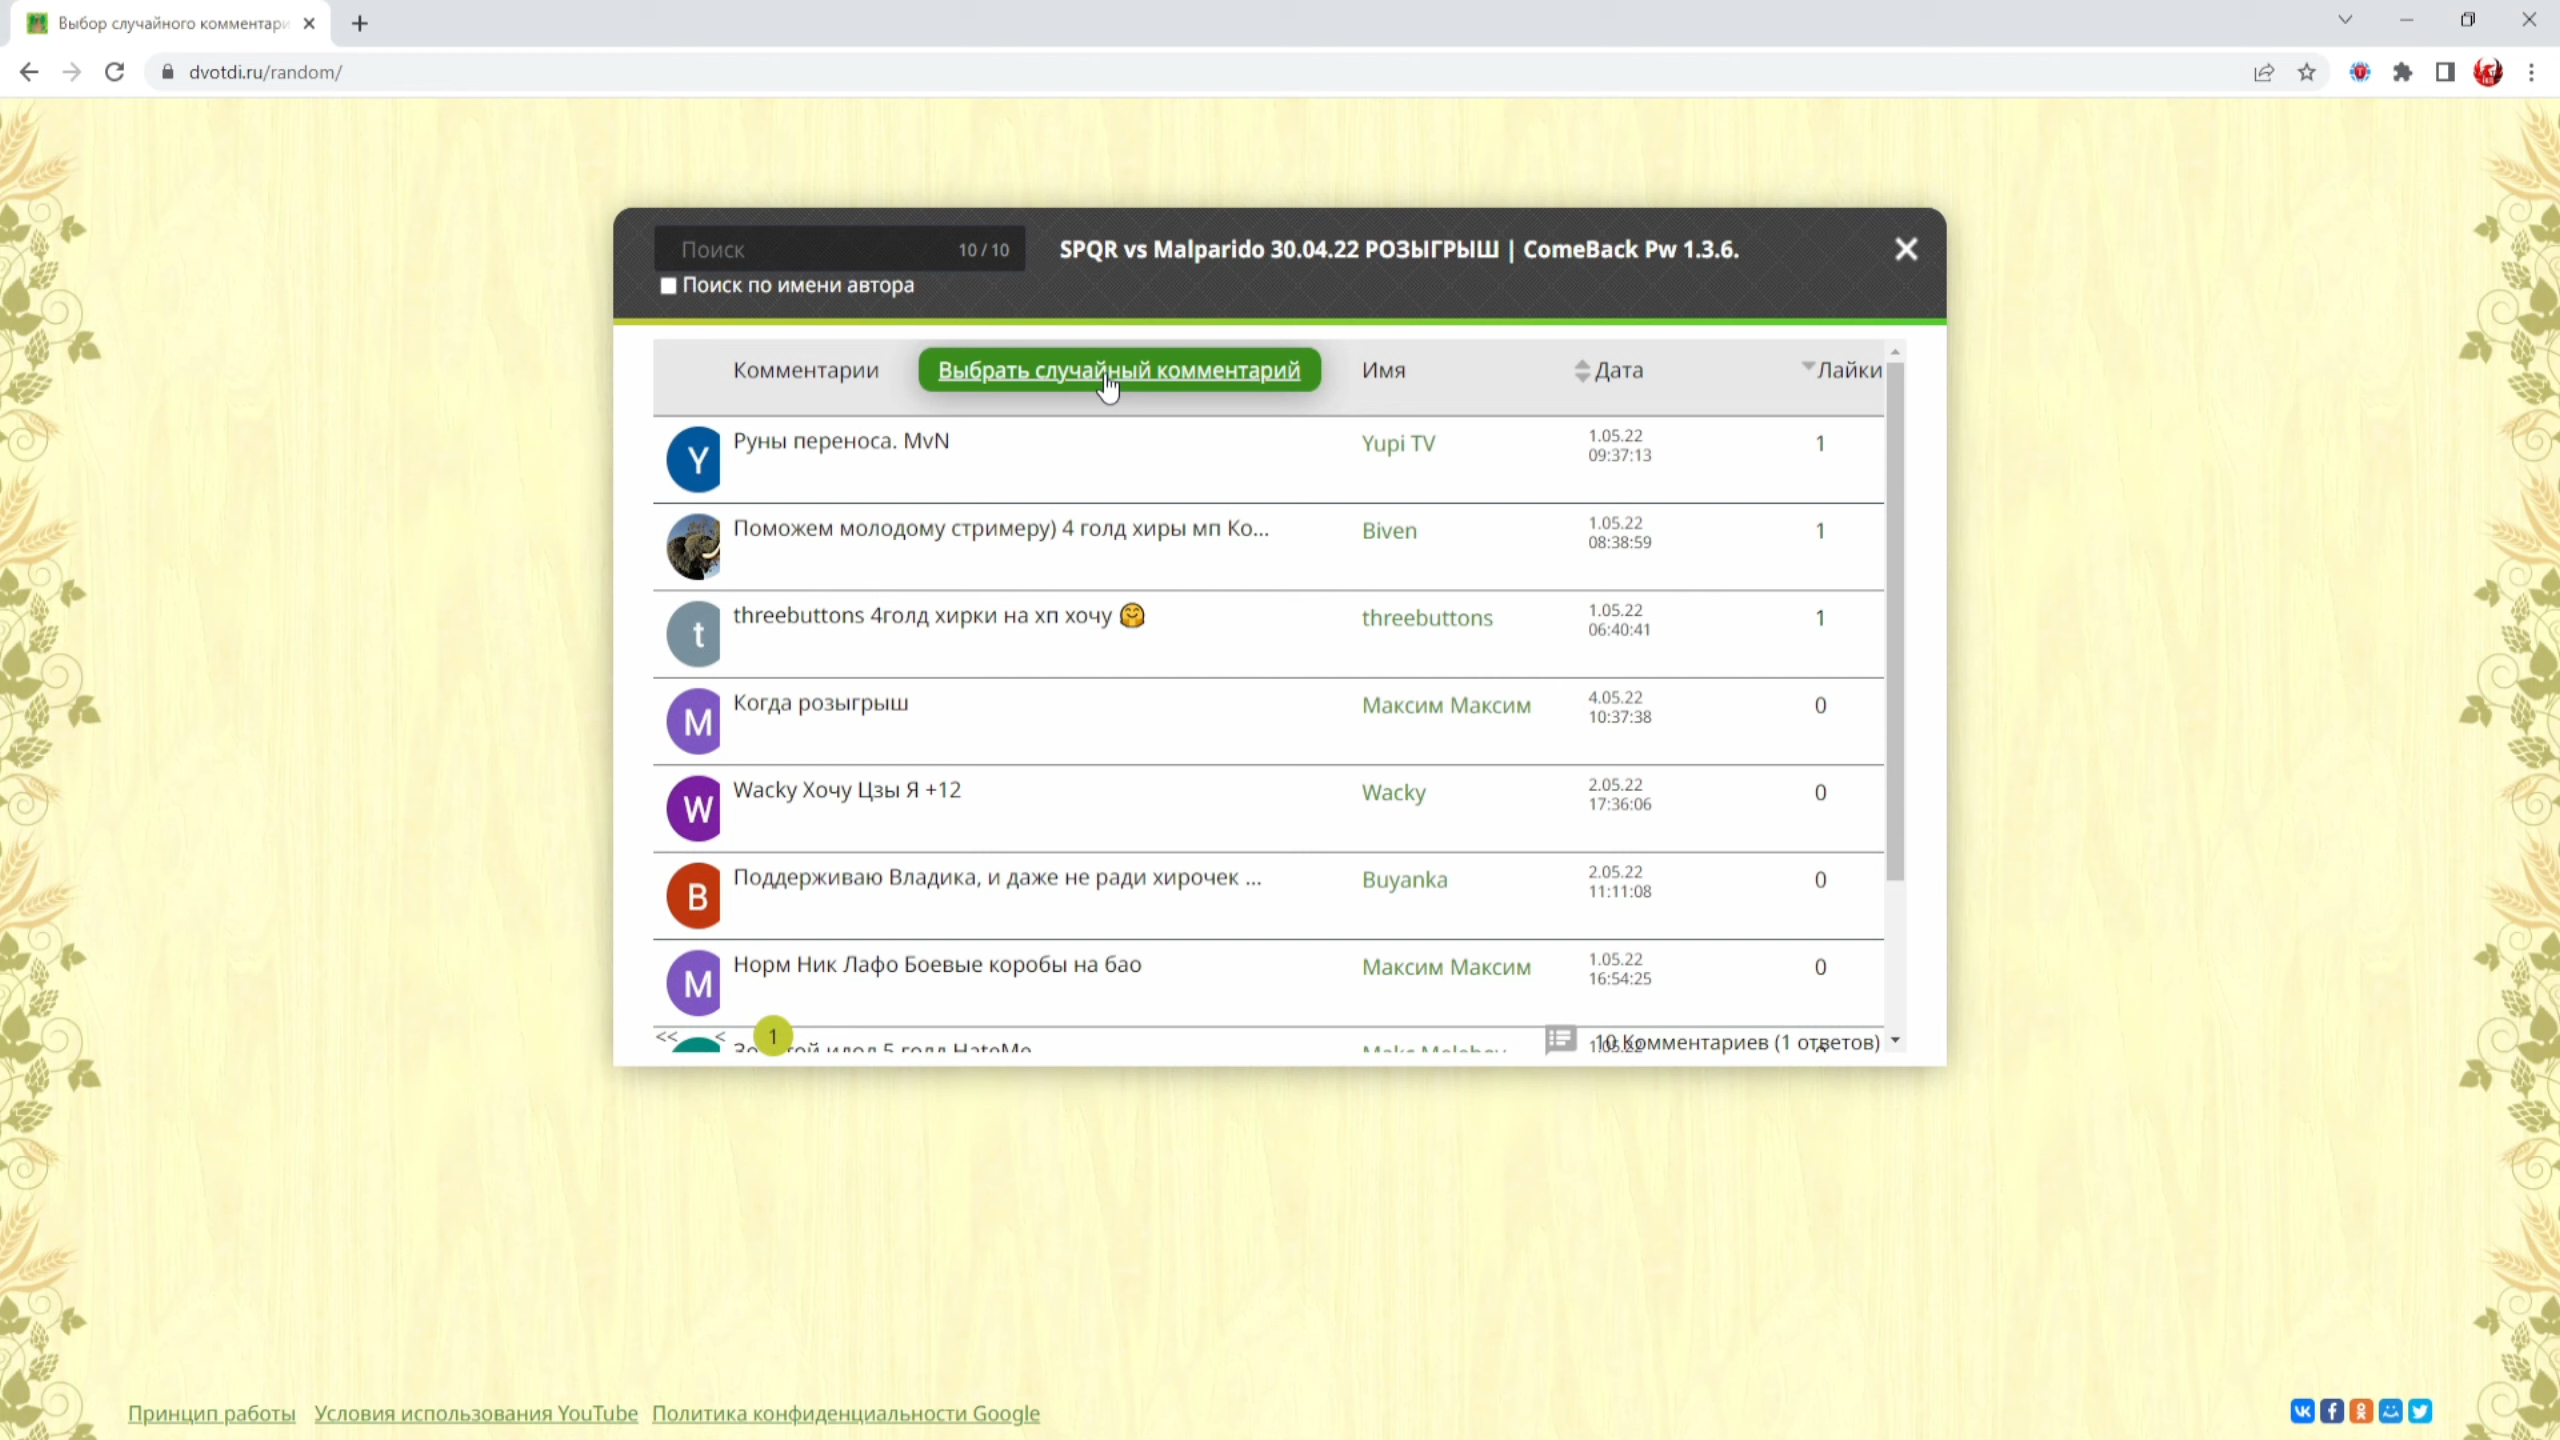 Выбор случайного комментари
dvotdi.ru/random/
Поиск 10 / 10
SPQR vs Malparido 30.04.22 РОЗЫГРЫШ | ComeBack Pw 1.3.6.
Поиск по имени автора
Комментарии Выбрать случайный комментарий Имя Дата Лайки
Y Руны переноса. MvN Yupi TV 1.05.22 1
09:37:13
Поможем молодому стримеру) 4 голд хиры мп Ко... Biven 1.05.22 1
08:38:59
t threebuttons 4голд хирки на хп хочу 🤗 threebuttons 1.05.22 1
06:40:41
М Когда розыгрыш Максим Максим 4.05.22 0
10:37:38
W Wacky Хочу Цзы Я +12 Wacky 2.05.22 0
17:36:06
B Поддерживаю Владика, и даже не ради хирочек ... Buyanka 2.05.22 0
11:11:08
М Норм Ник Лафо Боевые коробы на бао Максим Максим 1.05.22 0
16:54:25
<< < 1 10 Комментариев (1 ответов)
5 голд HateMe
Принцип работы Условия использования YouTube Политика конфиденциальности Google